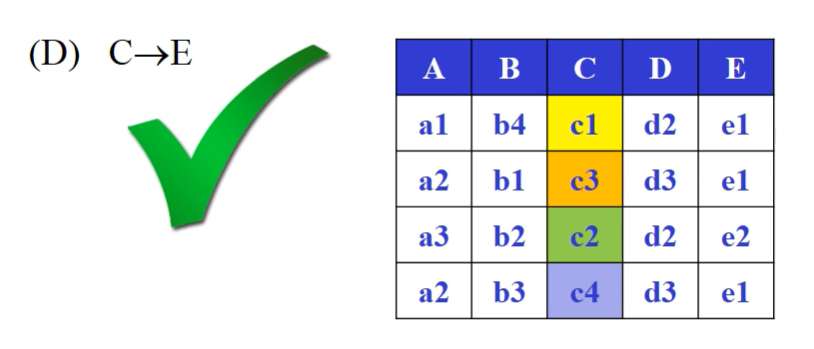 (D) C→E
A B C D E
a1 b4 c1 d2 e1
a2 b1 c3 d3 e1
a3 b2 c2 d2 e2
a2 b3 c4 d3 e1